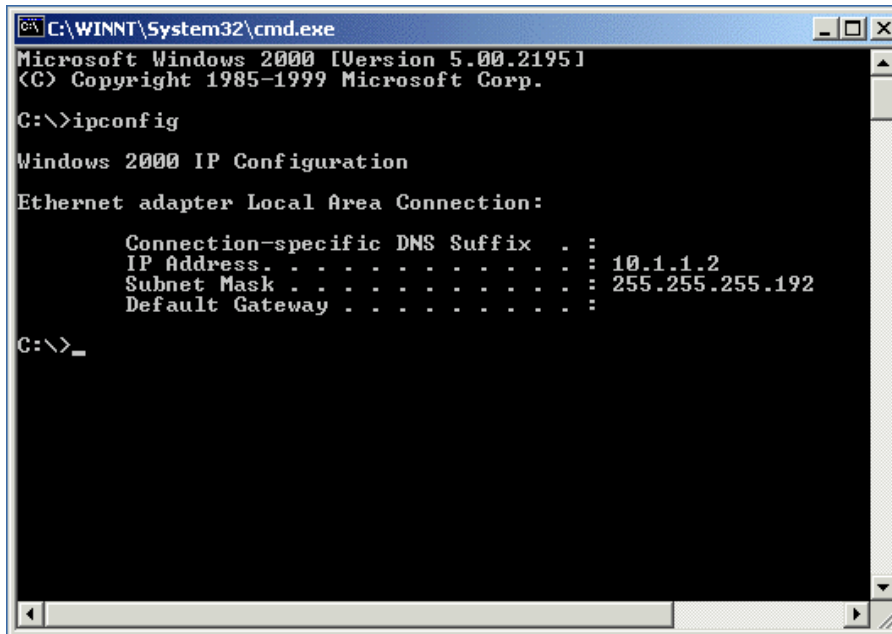 C:\WINNT\System32\cmd.exe
Microsoft Windows 2000 [Version 5.00.2195]
(C) Copyright 1985-1999 Microsoft Corp.
C:\>ipconfig
Windows 2000 IP Configuration
Ethernet adapter Local Area Connection:
Connection-specific DNS Suffix  . :
IP Address. . . . . . . . . . . . : 10.1.1.2
Subnet Mask . . . . . . . . . . . : 255.255.255.192
Default Gateway . . . . . . . . . :
C:\>_